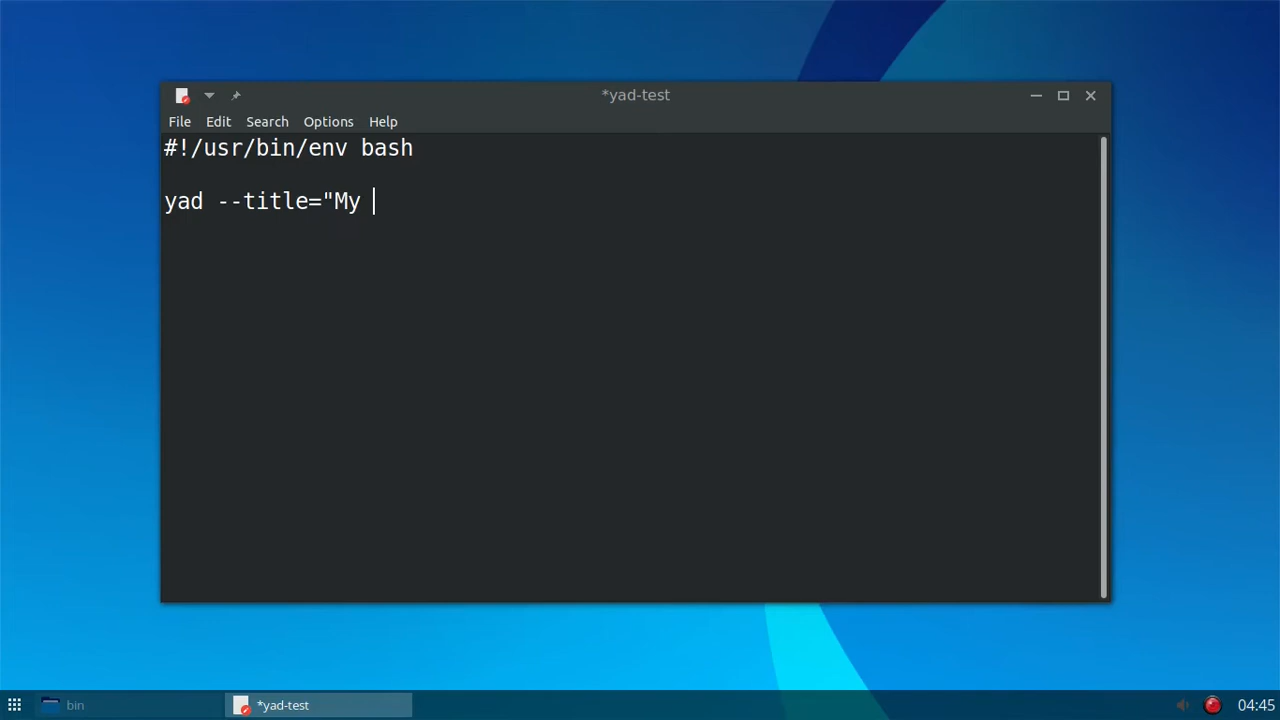 *yad-test
File Edit Search Options Help
#!/usr/bin/env bash
yad --title="My
bin
*yad-test
04:45